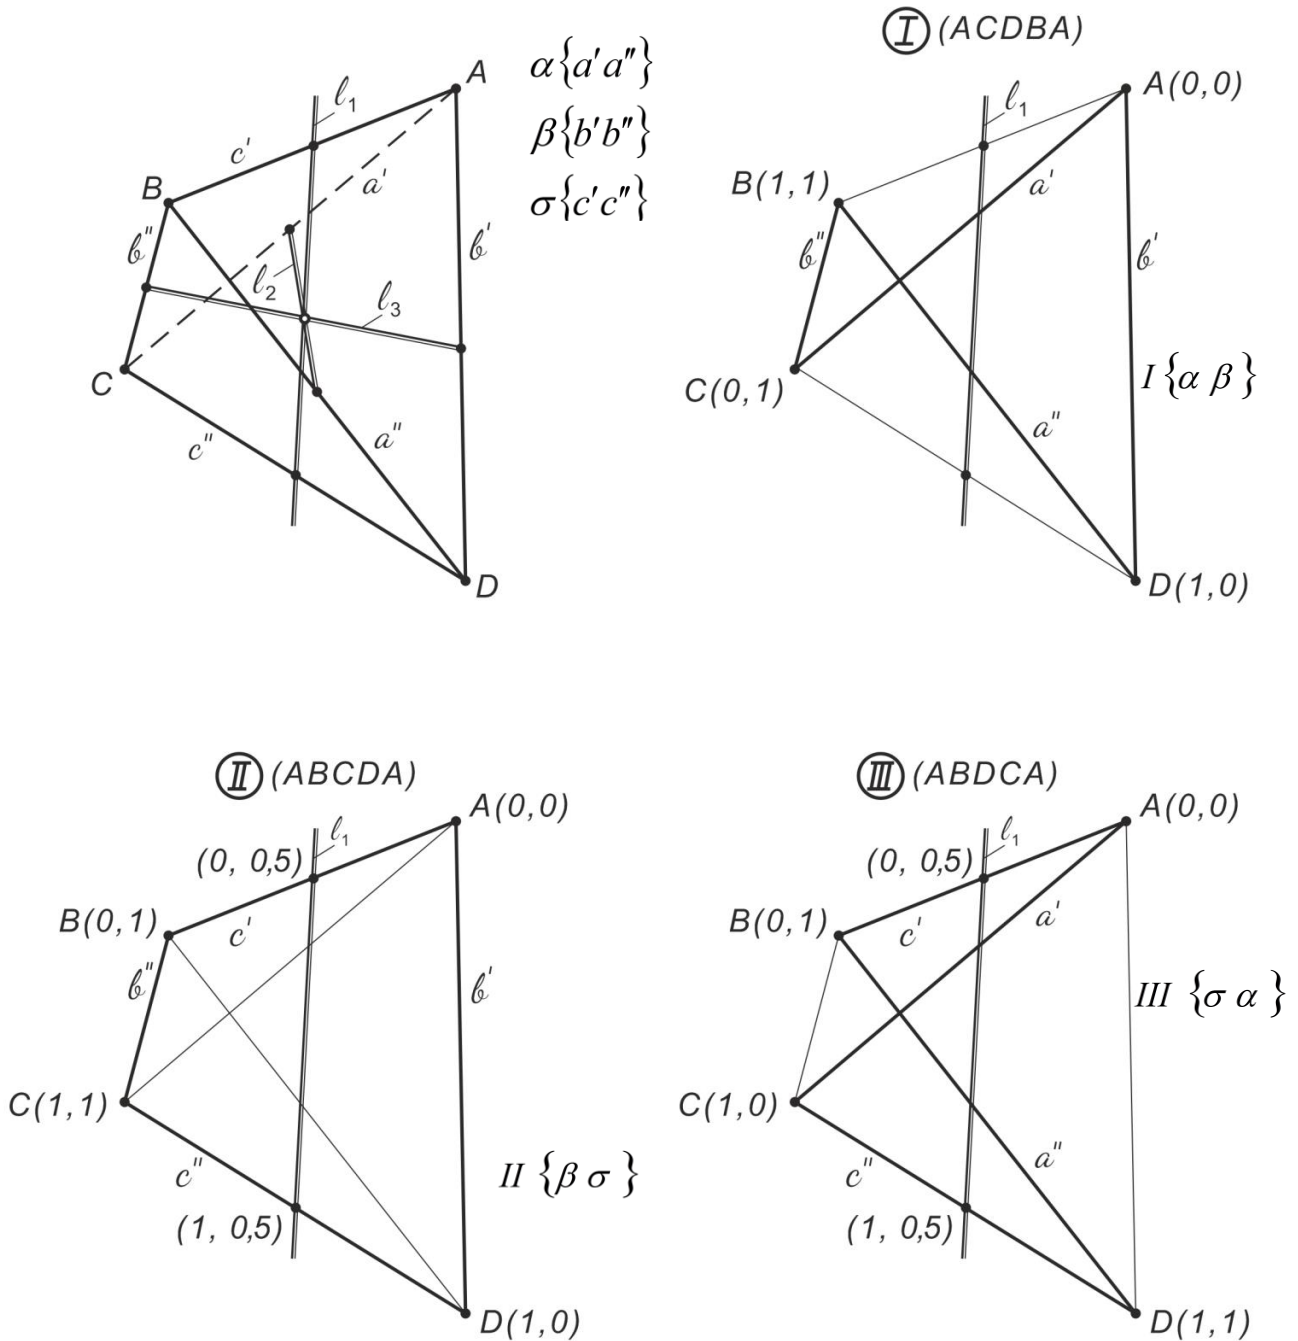 A
α{a'a"}
ℓ₁
β{b'b"}
c'
a'
σ{c'c"}
B
b"
b'
ℓ₂
ℓ₃
C
a"
c"
D
I (ACDBA)
A(0,0)
ℓ₁
B(1,1)
a'
b"
b'
C(0,1)
I{α β}
a"
D(1,0)
II (ABCDA)
A(0,0)
ℓ₁
(0, 0,5)
B(0,1)
c'
b"
b'
C(1,1)
c"
II {β σ}
(1, 0,5)
D(1,0)
III (ABDCA)
A(0,0)
ℓ₁
(0, 0,5)
B(0,1)
c'
a'
III {σ α}
C(1,0)
a"
c"
(1, 0,5)
D(1,1)